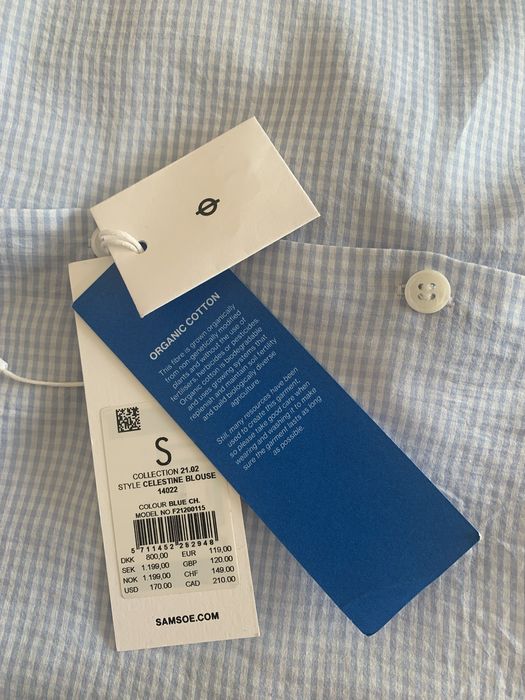 ORGANIC COTTON
This fibre is grown organically
from non-genetically modified
plants and without the use of
fertilisers, herbicides or pesticides.
Organic cotton is biodegradable
and uses growing systems that
replenish and maintain soil fertility
and build biologically diverse
agriculture.
Still many resources have been
used to create this garment,
so please take good care when
wearing and washing it to make
sure the garment lasts as long
as possible.
S
COLLECTION 21.02
STYLE CELESTINE BLOUSE
14022
COLOUR BLUE CH.
MODEL NO F21200115
5 711452 282948
DKK 800,00 EUR 119,00
SEK 1.199,00 GBP 120.00
NOK 1.199,00 CHF 149,00
USD 170.00 CAD 210.00
SAMSOE.COM